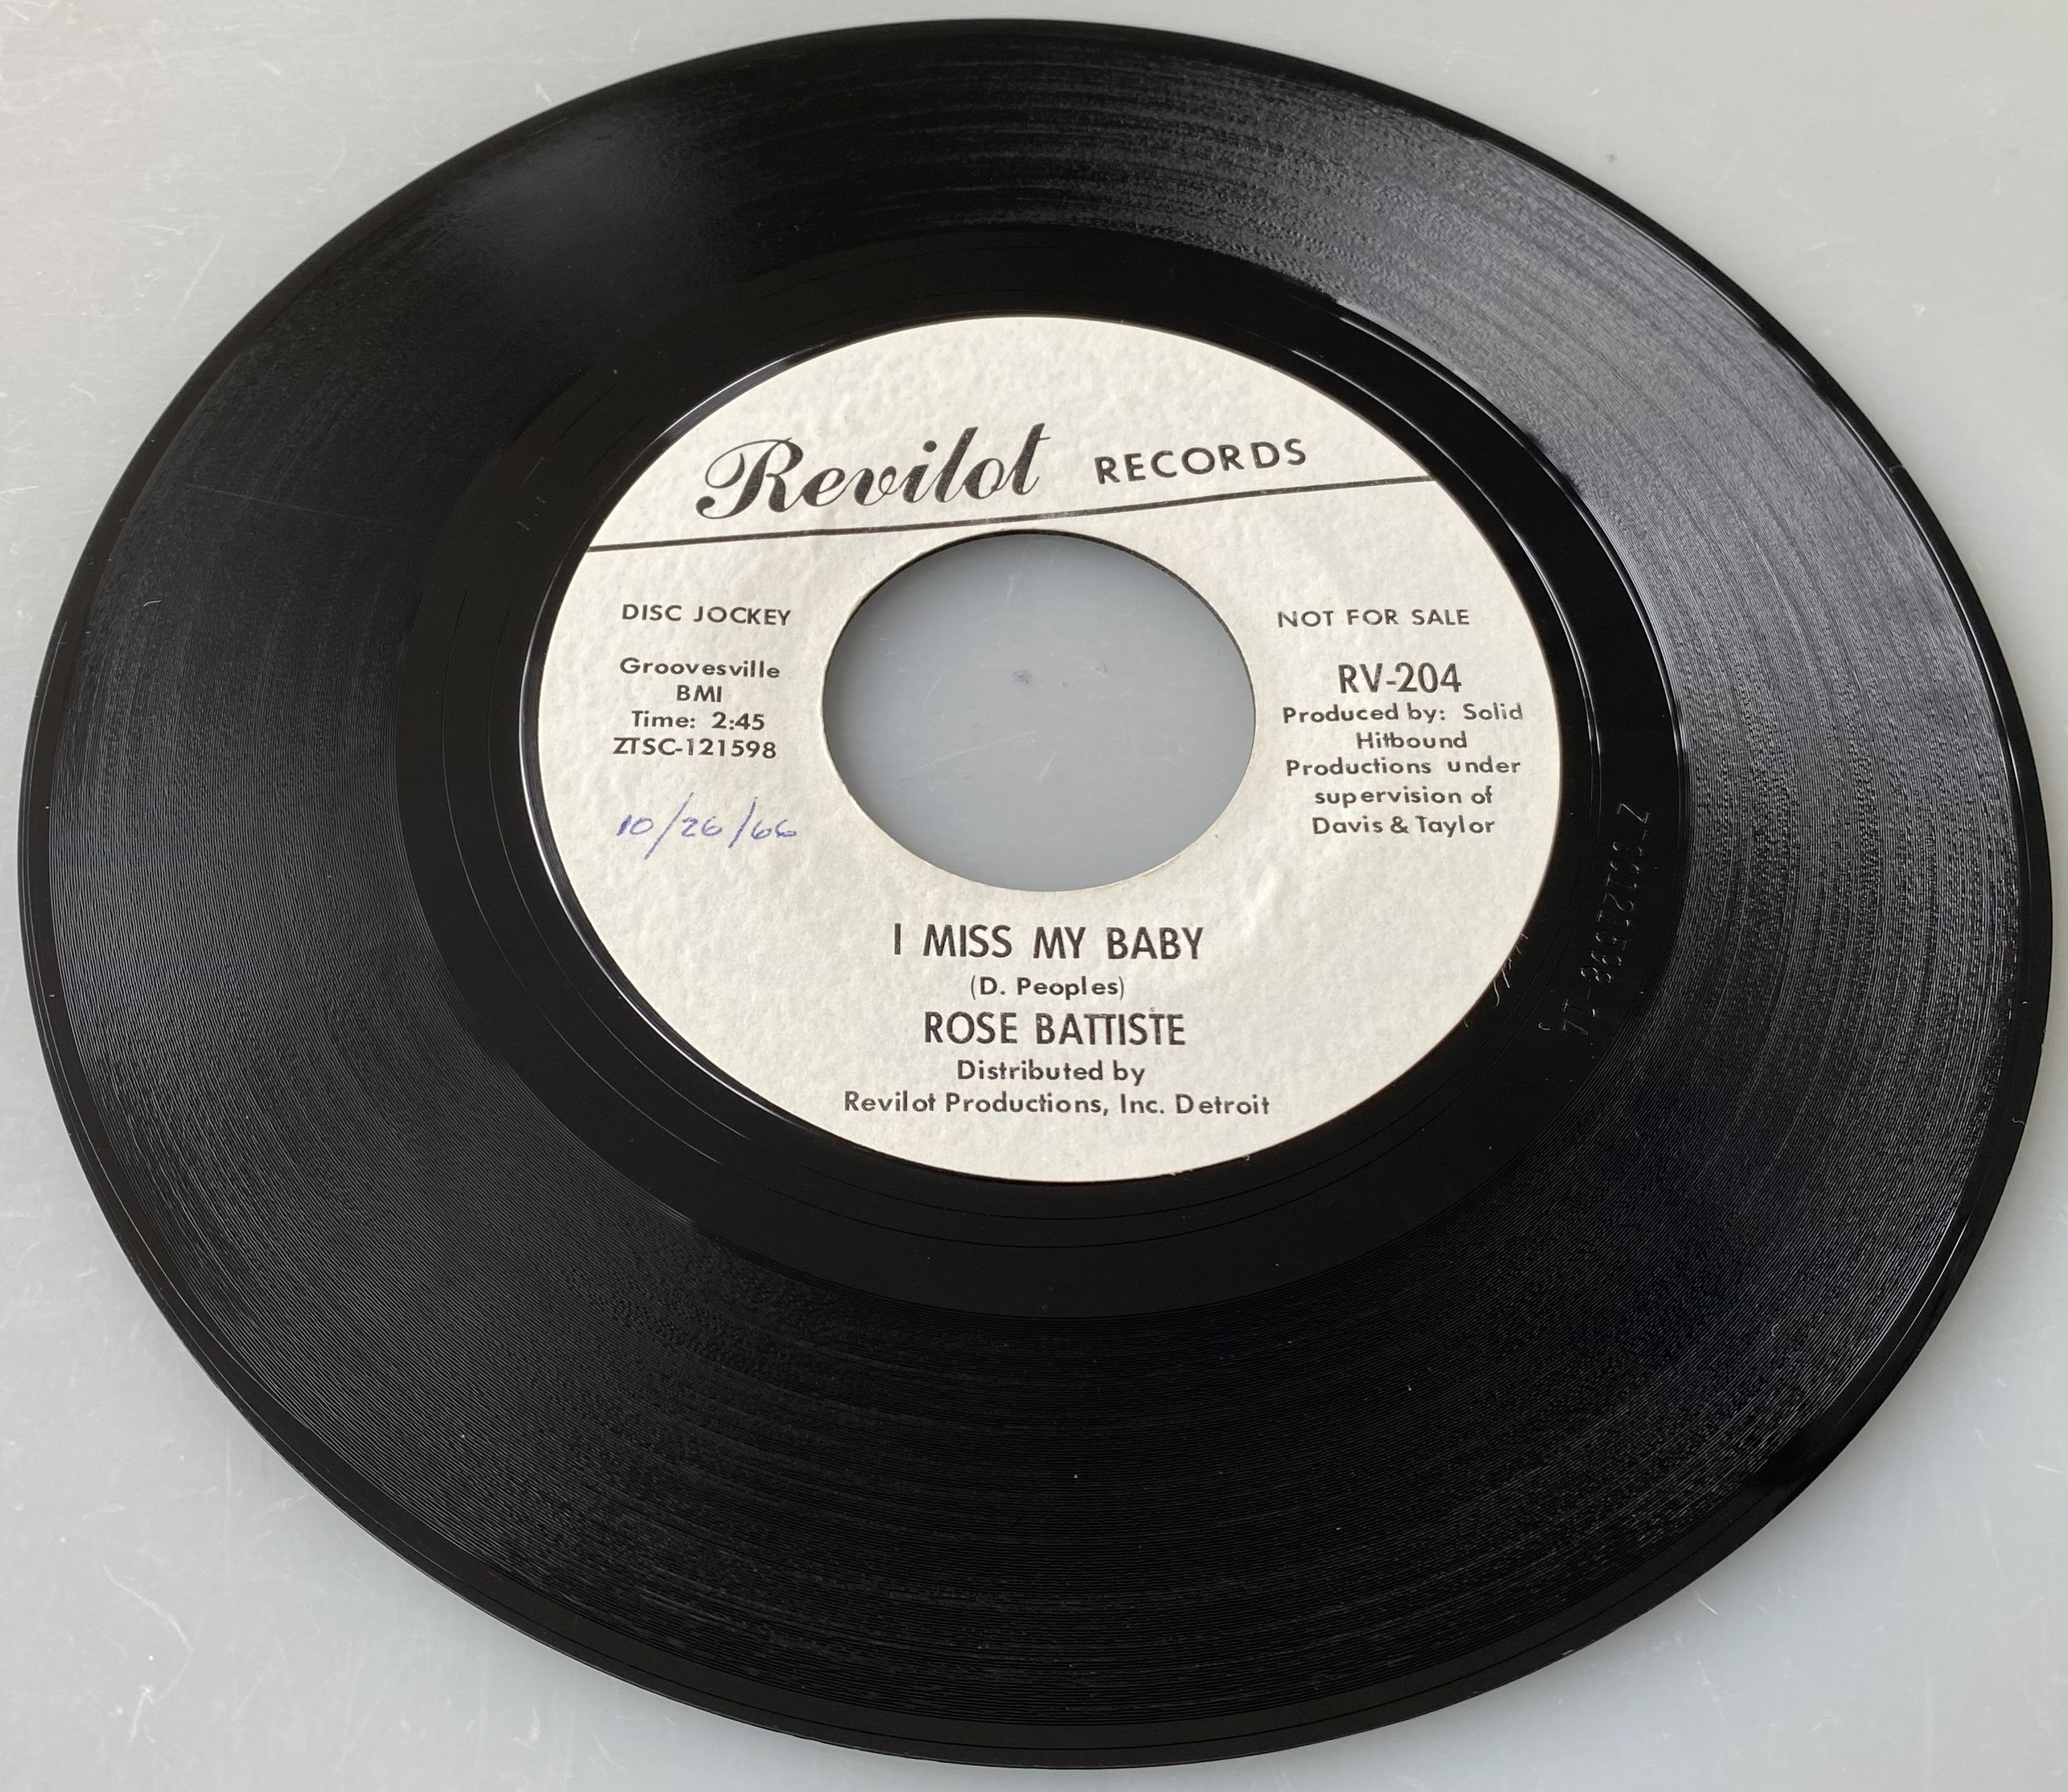 Revilot RECORDS
DISC JOCKEY
NOT FOR SALE
Groovesville
BMI
Time: 2:45
ZTSC-121598
10/26/66
RV-204
Produced by: Solid
Hitbound
Productions under
supervision of
Davis & Taylor
I MISS MY BABY
(D. Peoples)
ROSE BATTISTE
Distributed by
Revilot Productions, Inc. Detroit